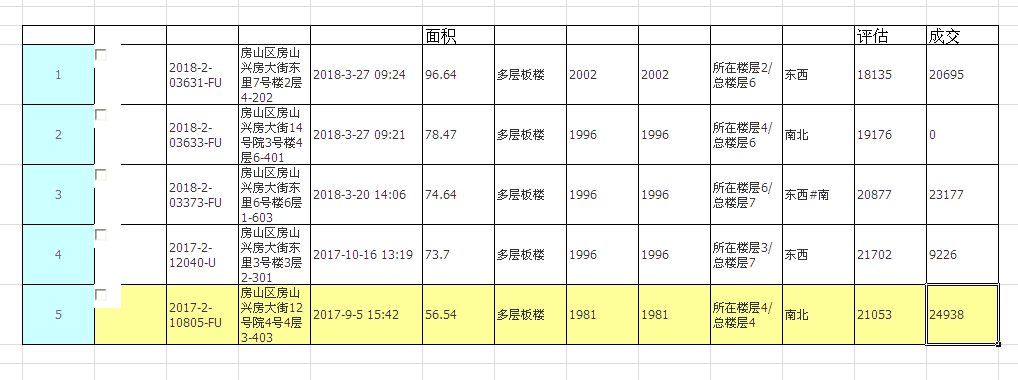 面积 评估 成交
1 2018-2-03631-FU 房山区房山兴房大街东里7号楼2层4-202 2018-3-27 09:24 96.64 多层板楼 2002 2002 所在楼层2/总楼层6 东西 18135 20695
2 2018-2-03633-FU 房山区房山兴房大街14号院3号楼4层6-401 2018-3-27 09:21 78.47 多层板楼 1996 1996 所在楼层4/总楼层6 南北 19176 0
3 2018-2-03373-FU 房山区房山兴房大街东里6号楼6层1-603 2018-3-20 14:06 74.64 多层板楼 1996 1996 所在楼层6/总楼层7 东西#南 20877 23177
4 2017-2-12040-U 房山区房山兴房大街东里3号楼3层2-301 2017-10-16 13:19 73.7 多层板楼 1996 1996 所在楼层3/总楼层7 东西 21702 9226
5 2017-2-10805-FU 房山区房山兴房大街12号院4号4层3-403 2017-9-5 15:42 56.54 多层板楼 1981 1981 所在楼层4/总楼层4 南北 21053 24938